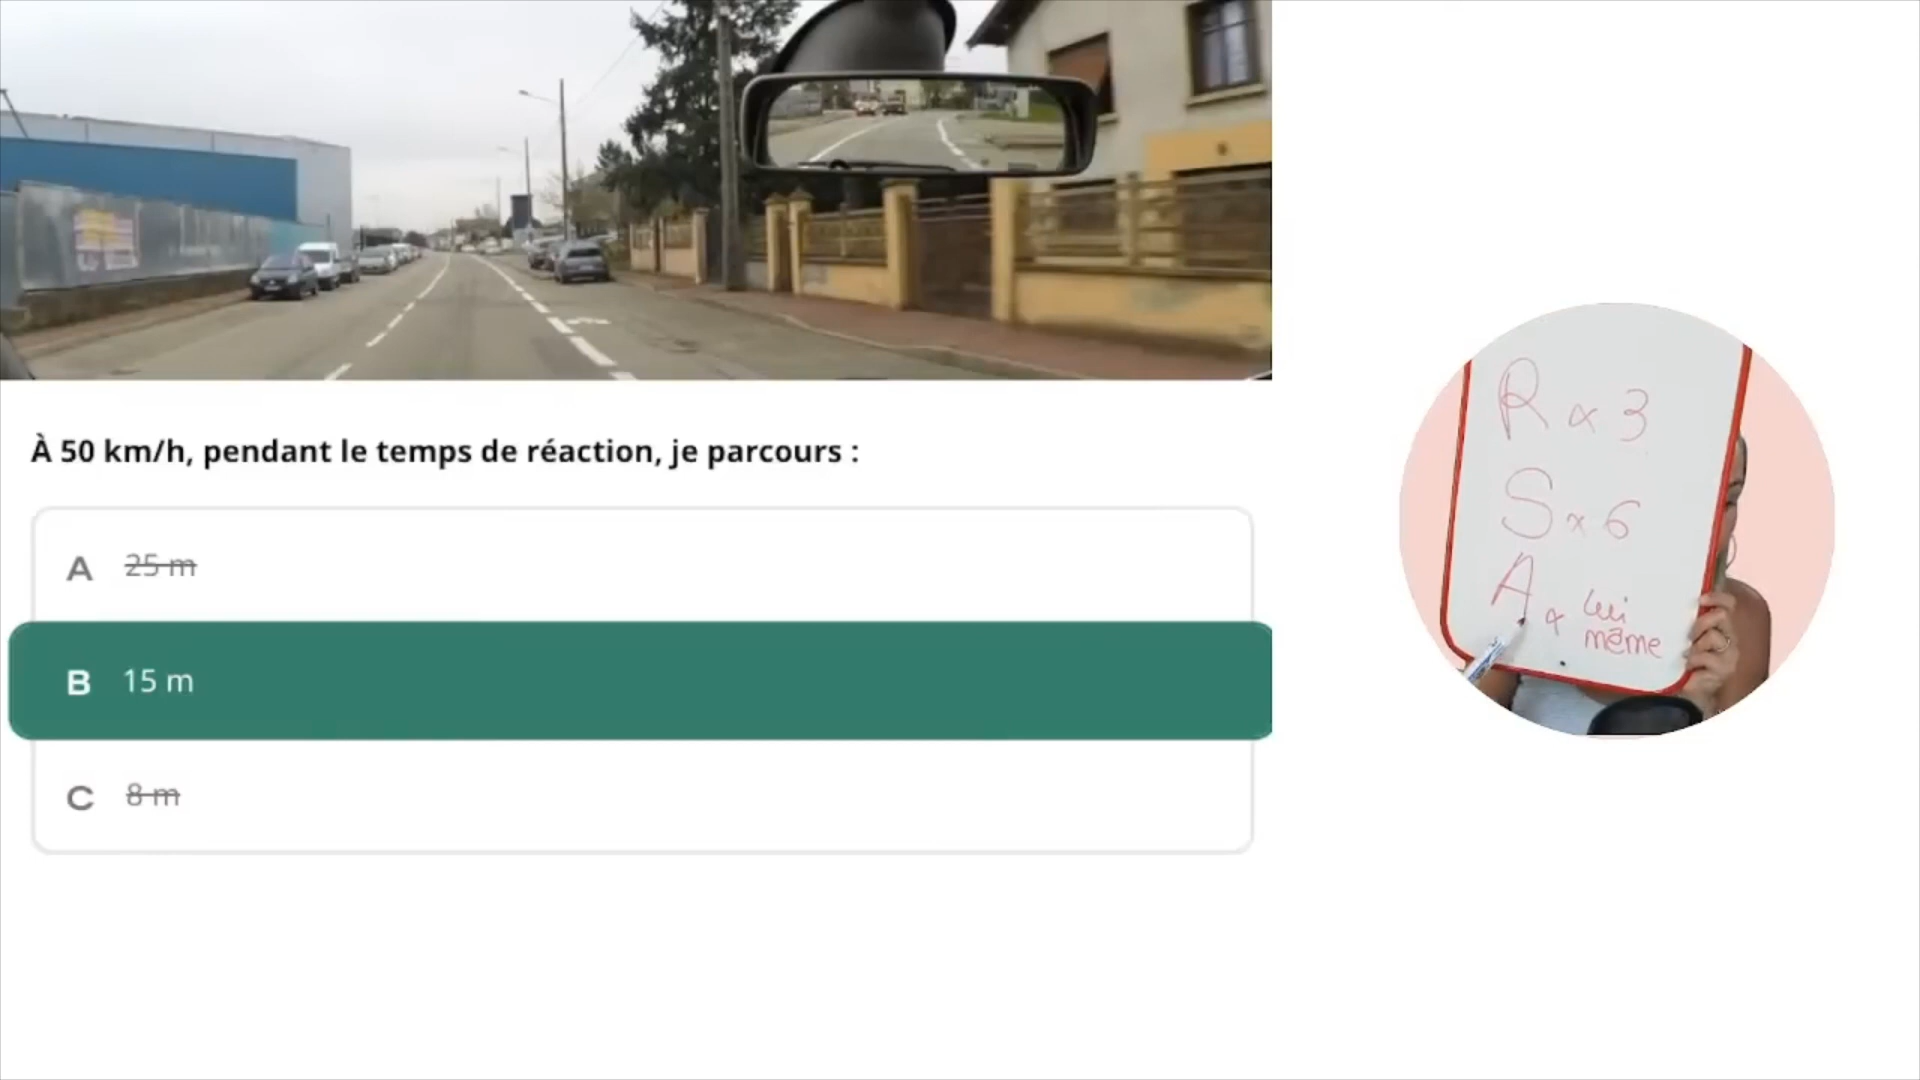 À 50 km/h, pendant le temps de réaction, je parcours :
A 25 m
B 15 m
C 8 m
R x 3
S x 6
A x lui
même